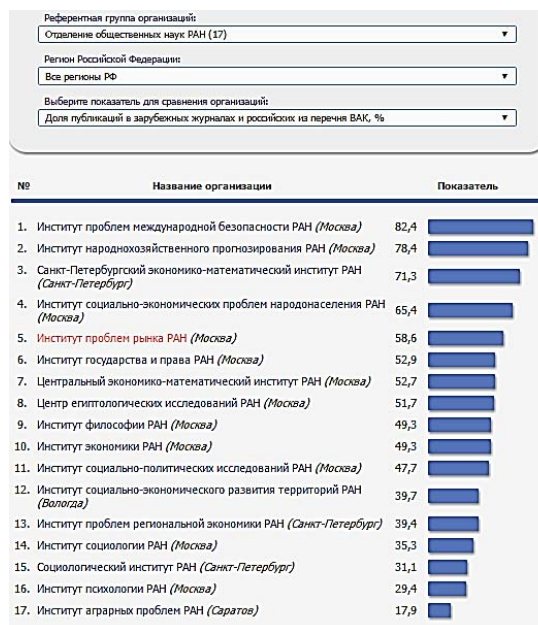 Референтная группа организаций:
Отделение общественных наук РАН (17)
Регион Российской Федерации:
Все регионы РФ
Выберите показатель для сравнения организаций:
Доля публикаций в зарубежных журналах и российских из перечня ВАК, %
№ Название организации Показатель
1. Институт проблем международной безопасности РАН (Москва) 82,4
2. Институт народнохозяйственного прогнозирования РАН (Москва) 78,4
3. Санкт-Петербургский экономико-математический институт РАН
(Санкт-Петербург) 71,3
4. Институт социально-экономических проблем народонаселения РАН
(Москва) 65,4
5. Институт проблем рынка РАН (Москва) 58,6
6. Институт государства и права РАН (Москва) 52,9
7. Центральный экономико-математический институт РАН (Москва) 52,7
8. Центр египтологических исследований РАН (Москва) 51,7
9. Институт философии РАН (Москва) 49,3
10. Институт экономики РАН (Москва) 49,3
11. Институт социально-политических исследований РАН (Москва) 47,7
12. Институт социально-экономического развития территорий РАН
(Вологда) 39,7
13. Институт проблем региональной экономики РАН (Санкт-Петербург) 39,4
14. Институт социологии РАН (Москва) 35,3
15. Социологический институт РАН (Санкт-Петербург) 31,1
16. Институт психологии РАН (Москва) 29,4
17. Институт аграрных проблем РАН (Саратов) 17,9